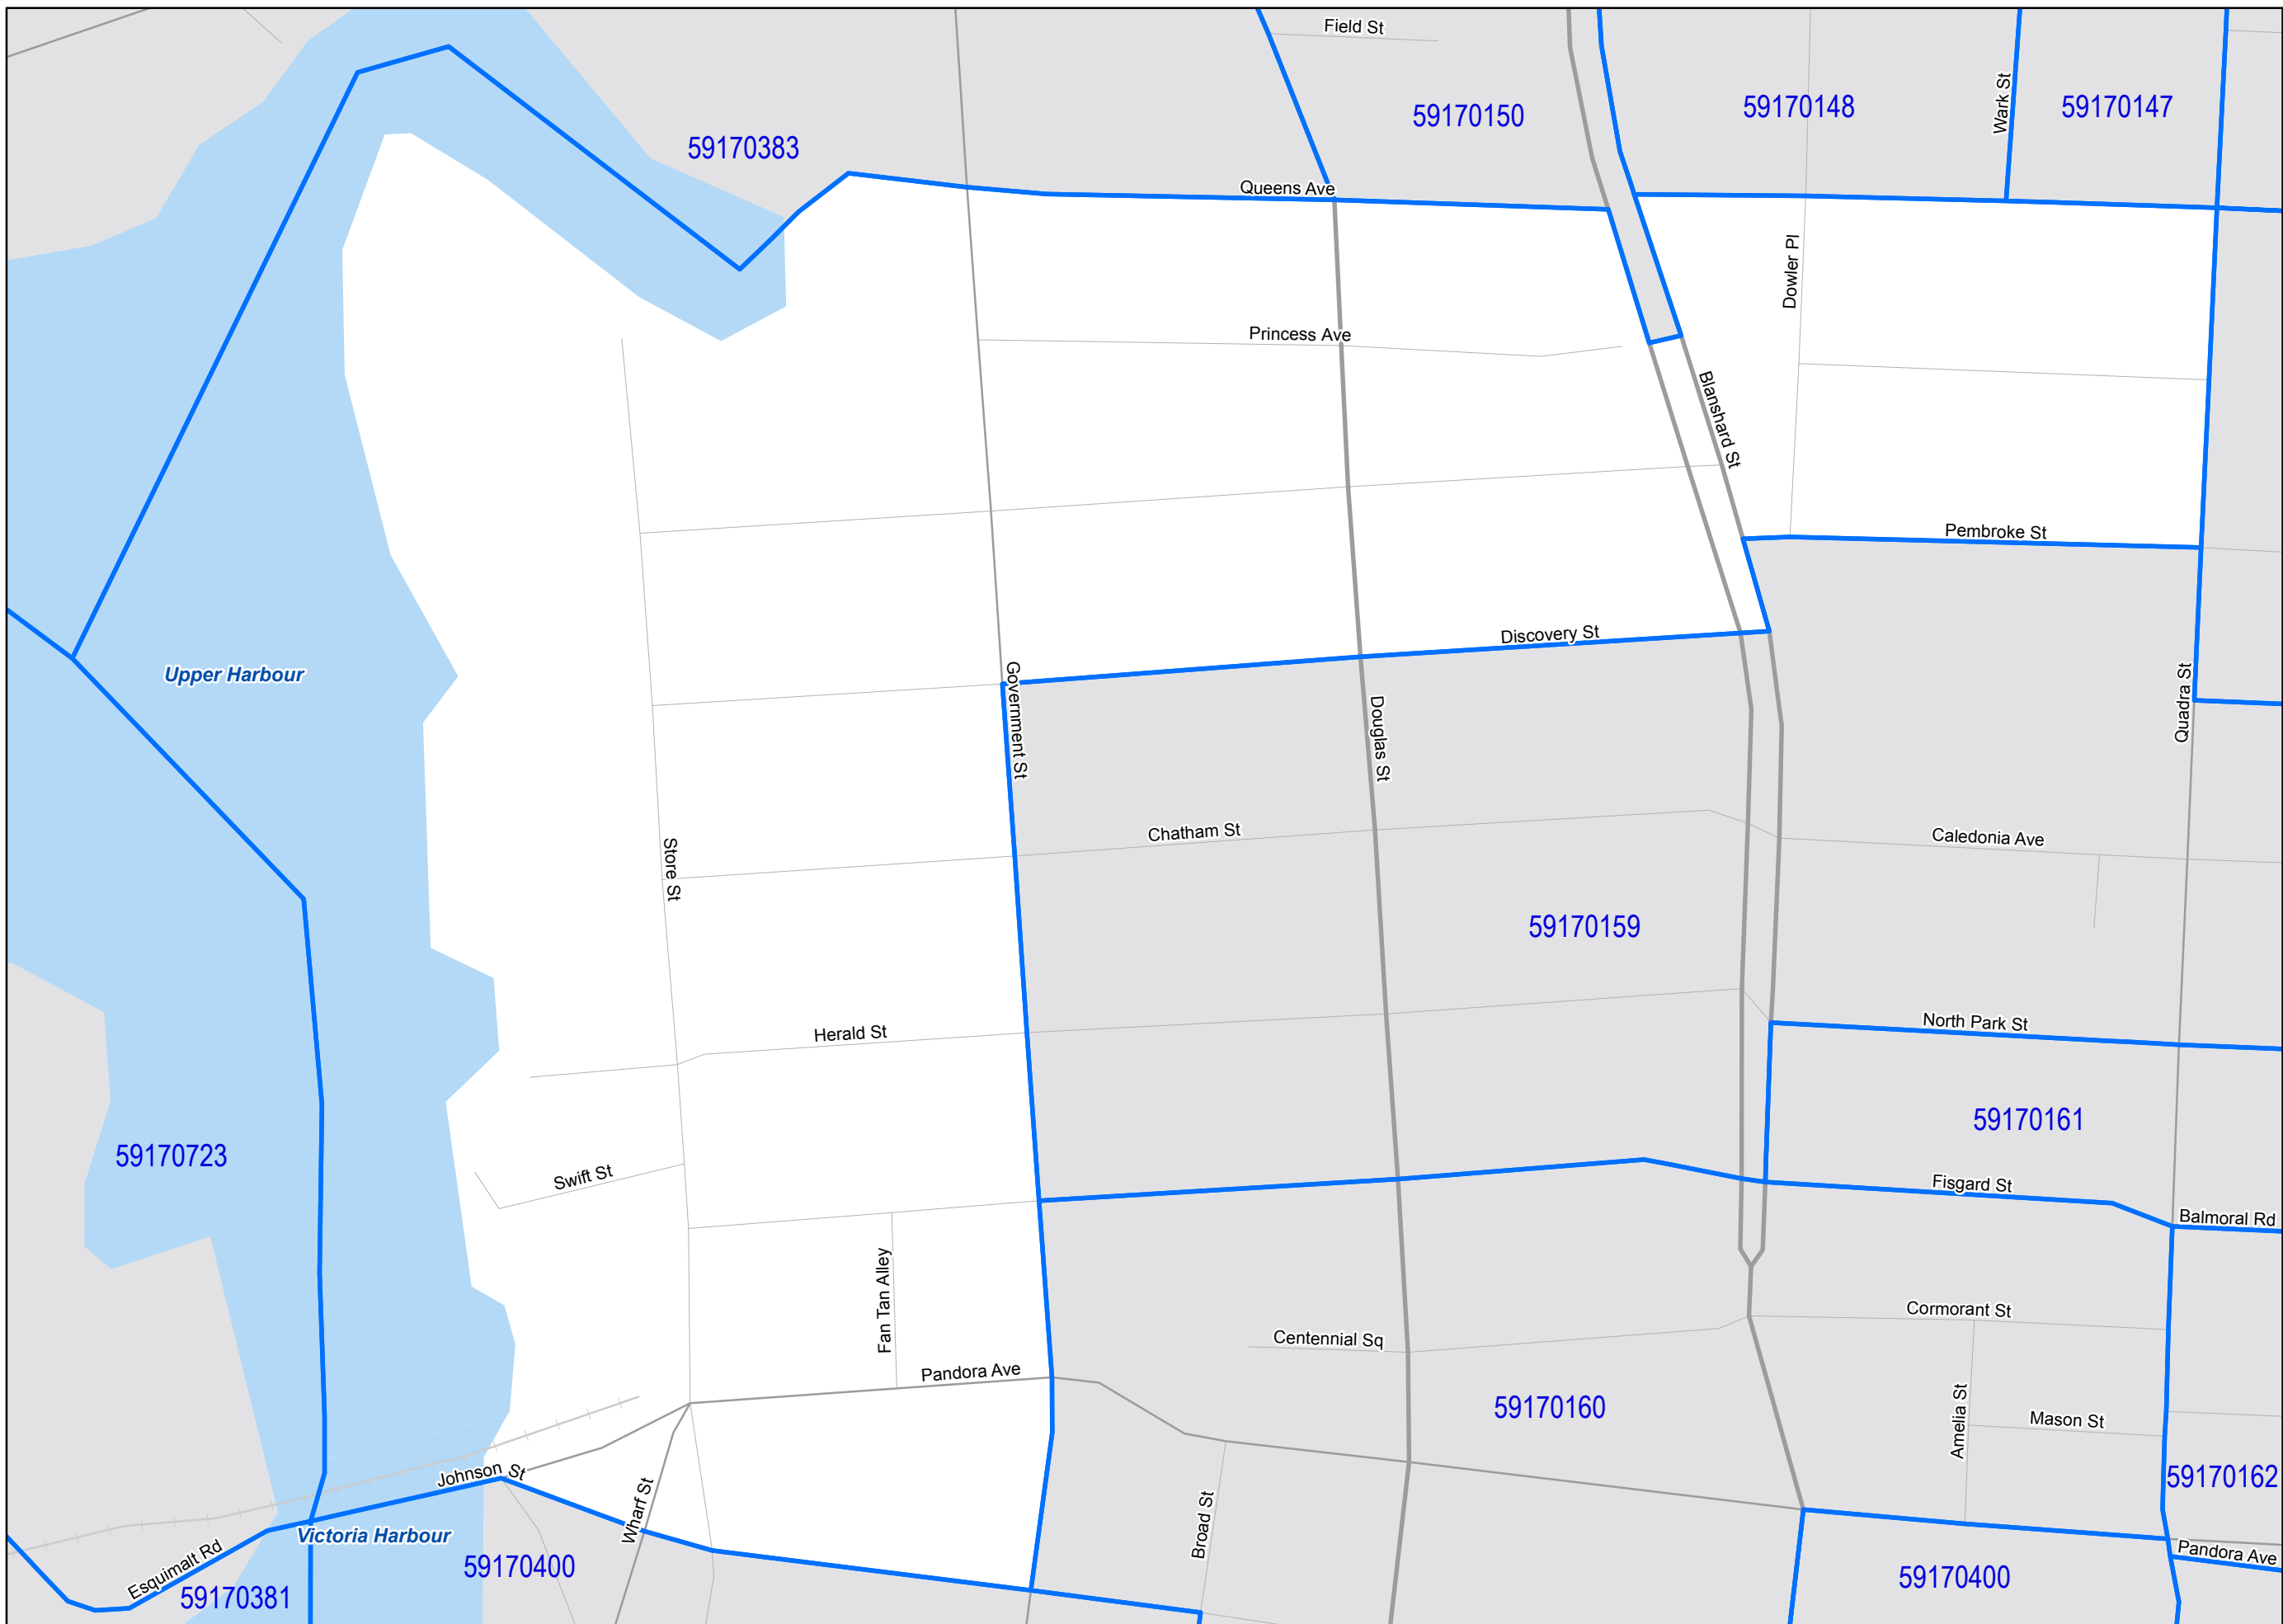 Field St
59170150
59170148
Wark St
59170147
59170383
Queens Ave
Dowler Pl
Princess Ave
Blanshard St
Pembroke St
Discovery St
Upper Harbour
Government St
Douglas St
Quadra St
Chatham St
Caledonia Ave
Store St
59170159
Herald St
North Park St
59170161
59170723
Swift St
Fisgard St
Balmoral Rd
Fan Tan Alley
Centennial Sq
Cormorant St
Pandora Ave
59170160
Amelia St
Mason St
Johnson St
59170162
Wharf St
Broad St
Victoria Harbour
Esquimalt Rd
59170400
59170381
Pandora Ave
59170400